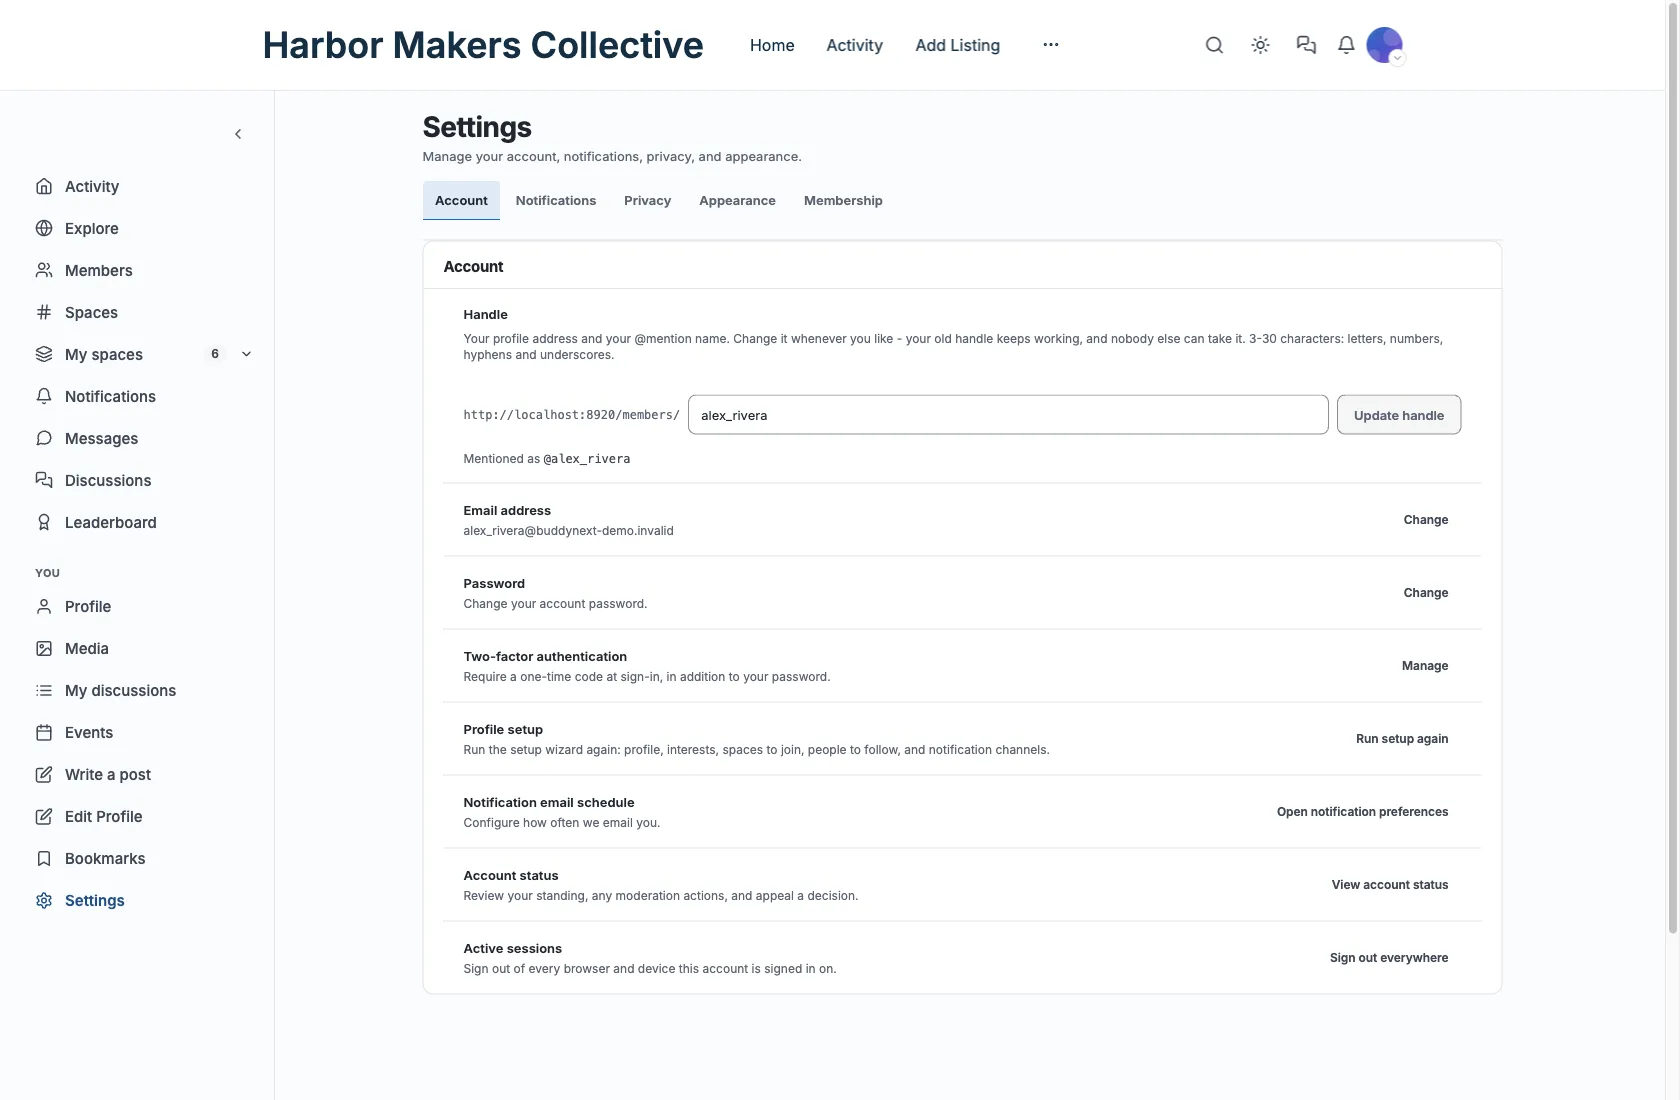 Harbor Makers Collective
Home
Activity
Add Listing
Settings
Manage your account, notifications, privacy, and appearance.
Account
Notifications
Privacy
Appearance
Membership
Activity
Explore
Members
Spaces
My spaces 6
Notifications
Messages
Discussions
Leaderboard
YOU
Profile
Media
My discussions
Events
Write a post
Edit Profile
Bookmarks
Settings
Account
Handle
Your profile address and your @mention name. Change it whenever you like - your old handle keeps working, and nobody else can take it. 3-30 characters: letters, numbers,
hyphens and underscores.
http://localhost:8920/members/ alex_rivera Update handle
Mentioned as @alex_rivera
Email address
alex_rivera@buddynext-demo.invalid
Change
Password
Change your account password.
Change
Two-factor authentication
Require a one-time code at sign-in, in addition to your password.
Manage
Profile setup
Run the setup wizard again: profile, interests, spaces to join, people to follow, and notification channels.
Run setup again
Notification email schedule
Configure how often we email you.
Open notification preferences
Account status
Review your standing, any moderation actions, and appeal a decision.
View account status
Active sessions
Sign out of every browser and device this account is signed in on.
Sign out everywhere